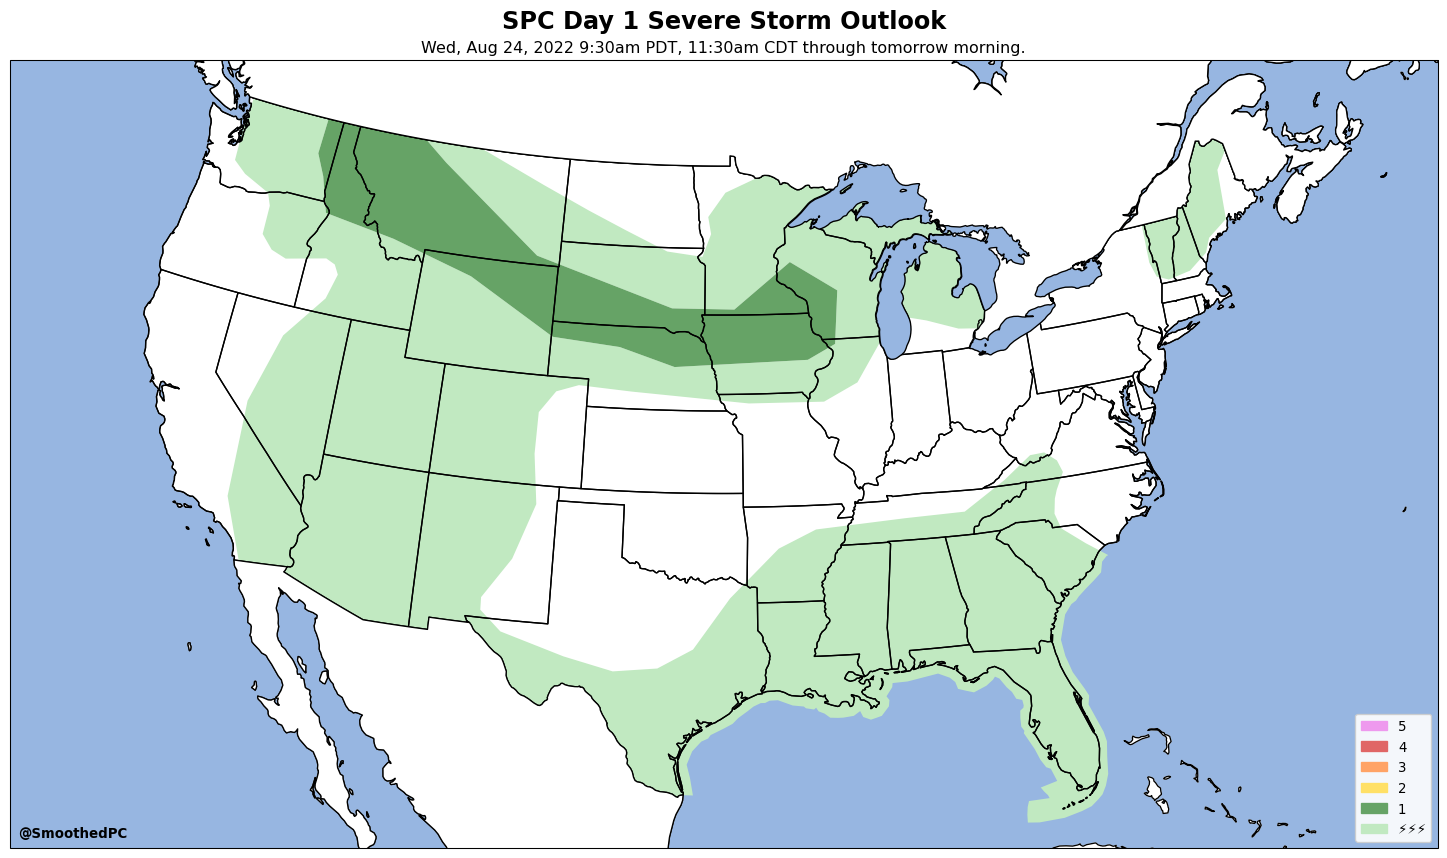 SPC Day 1 Severe Storm Outlook
Wed, Aug 24, 2022 9:30am PDT, 11:30am CDT through tomorrow morning.
5
4
3
2
1
⚡⚡⚡
@SmoothedPC